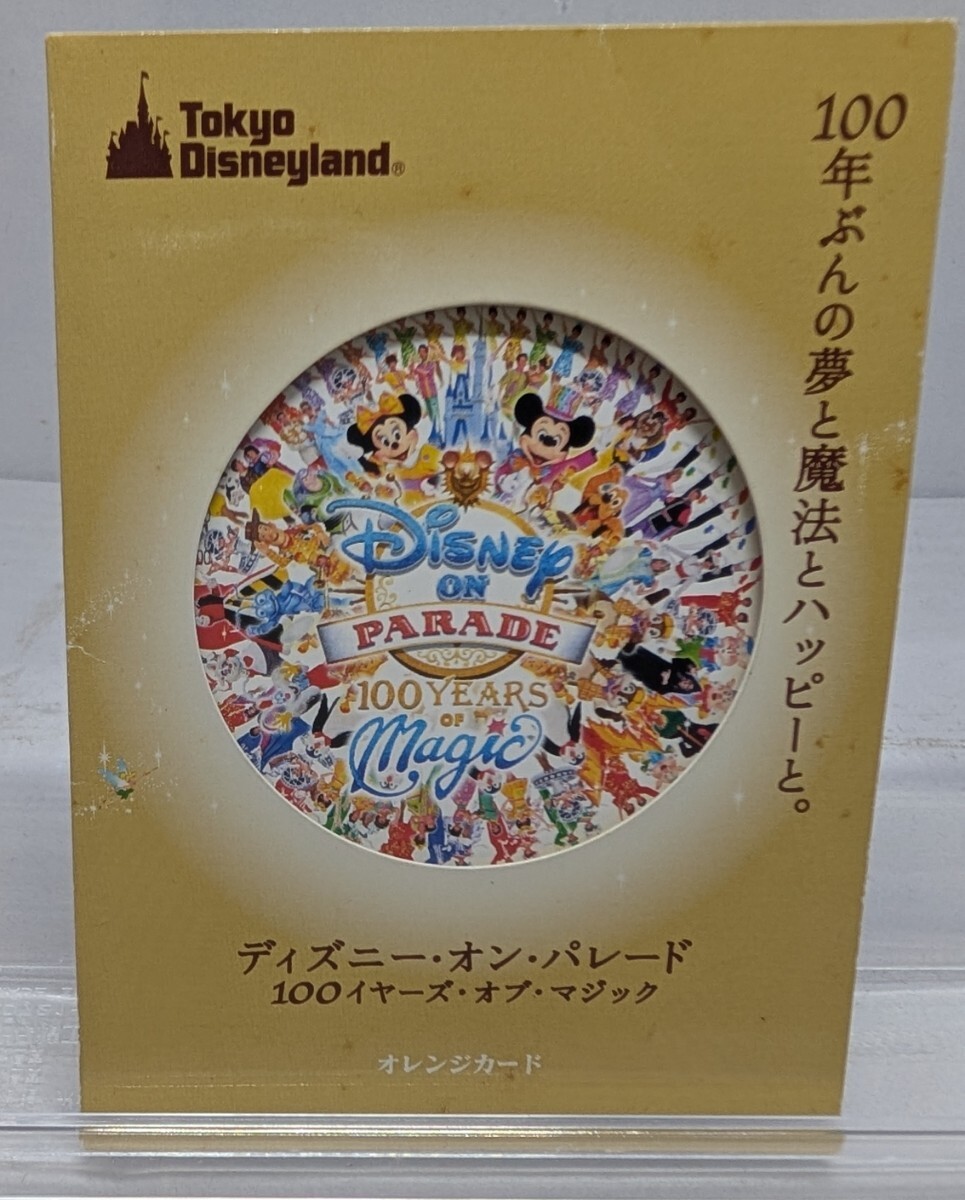 Tokyo
Disneyland®
100年ぶんの夢と魔法とハッピーと。
DISNEY
ON
PARADE
100 YEARS
OF
Magic
ディズニー・オン・パレード
100イヤーズ・オブ・マジック
オレンジカード